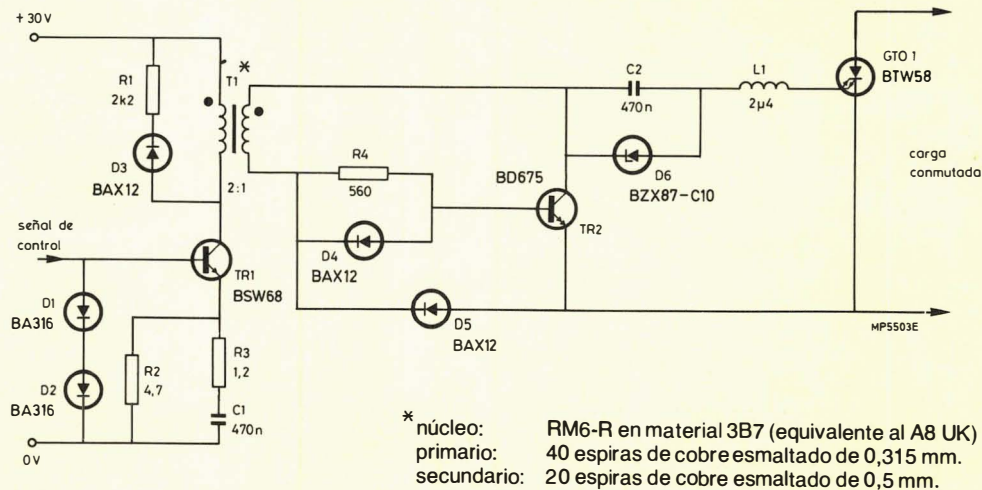 + 30 V
R1
2k2
D3
BAX12
*
T1
2:1
señal de
control
TR1
BSW68
D1
BA316
D2
BA316
R2
4,7
R3
1,2
C1
470n
0V
R4
560
D4
BAX12
D5
BAX12
BD675
TR2
C2
470n
D6
BZX87-C10
L1
2µ4
GTO 1
BTW58
carga
conmutada
MP5503E
* núcleo: RM6-R en material 3B7 (equivalente al A8 UK)
primario: 40 espiras de cobre esmaltado de 0,315 mm.
secundario: 20 espiras de cobre esmaltado de 0,5 mm.